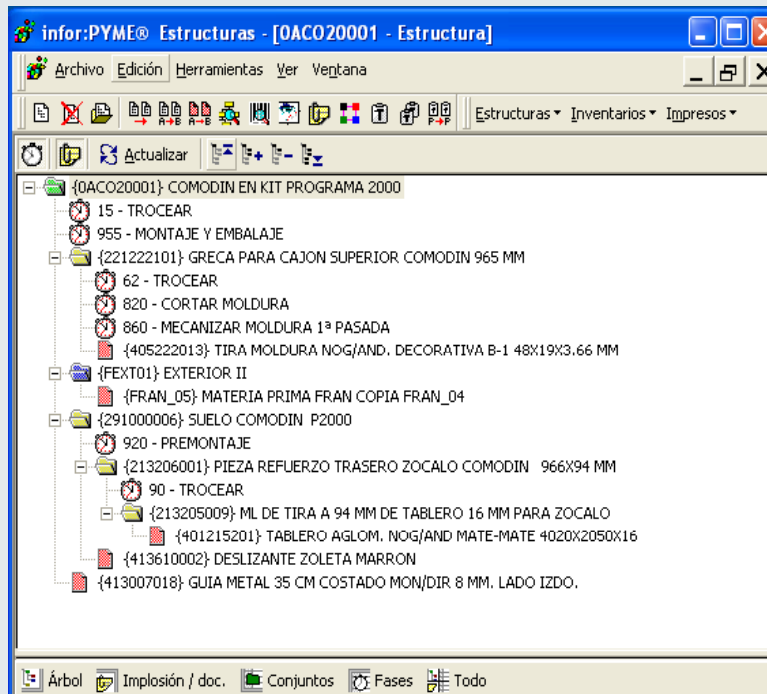 infor:PYME® Estructuras - [0ACO20001 - Estructura]
Archivo Edición Herramientas Ver Ventana
Estructuras Inventarios Impresos
Actualizar
{0ACO20001} COMODIN EN KIT PROGRAMA 2000
15 - TROCEAR
955 - MONTAJE Y EMBALAJE
{221222101} GRECA PARA CAJON SUPERIOR COMODIN 965 MM
62 - TROCEAR
820 - CORTAR MOLDURA
860 - MECANIZAR MOLDURA 1ª PASADA
{405222013} TIRA MOLDURA NOG/AND. DECORATIVA B-1 48X19X3.66 MM
{FEXT01} EXTERIOR II
{FRAN_05} MATERIA PRIMA FRAN COPIA FRAN_04
{291000006} SUELO COMODIN P2000
920 - PREMONTAJE
{213206001} PIEZA REFUERZO TRASERO ZOCALO COMODIN 966X94 MM
90 - TROCEAR
{213205009} ML DE TIRA A 94 MM DE TABLERO 16 MM PARA ZOCALO
{401215201} TABLERO AGLOM. NOG/AND MATE-MATE 4020X2050X16
{413610002} DESLIZANTE ZOLETA MARRON
{413007018} GUIA METAL 35 CM COSTADO MON/DIR 8 MM. LADO IZDO.
Árbol Implosión / doc. Conjuntos Fases Todo